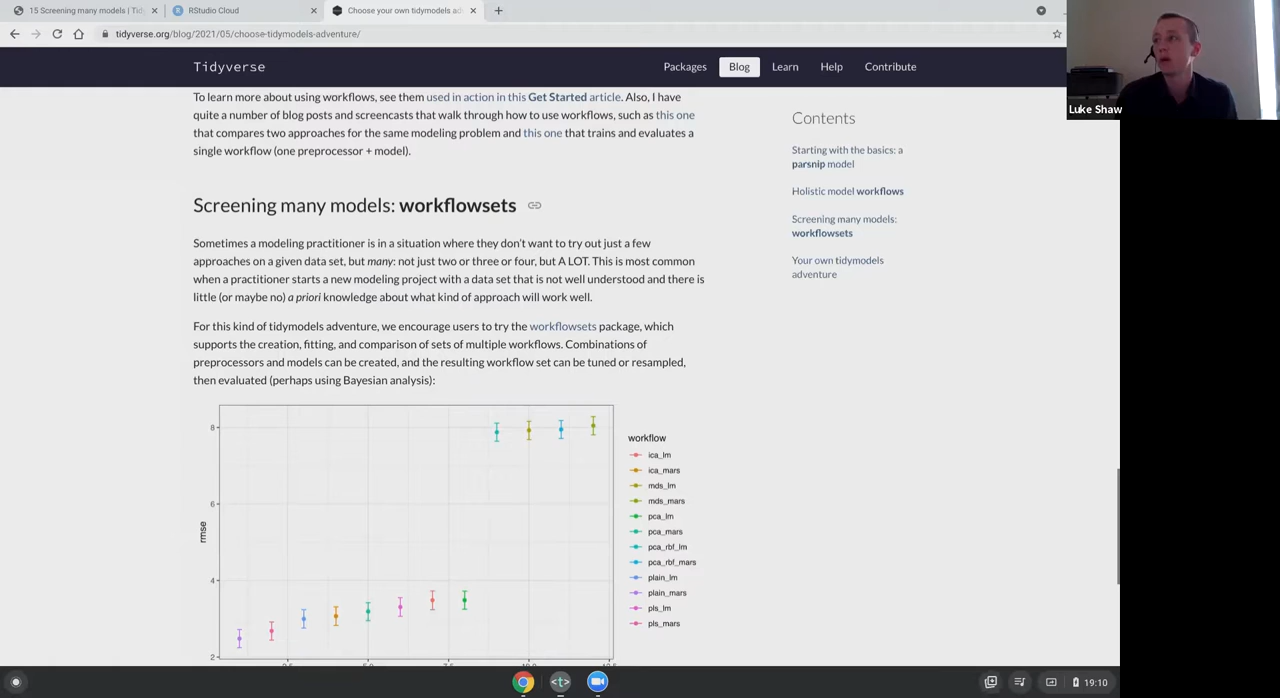 15 Screening many models | Tid
RStudio Cloud
Choose your own tidymodels ad
tidyverse.org/blog/2021/05/choose-tidymodels-adventure/
Tidyverse
Packages
Blog
Learn
Help
Contribute
Luke Shaw
To learn more about using workflows, see them used in action in this Get Started article. Also, I have
quite a number of blog posts and screencasts that walk through how to use workflows, such as this one
that compares two approaches for the same modeling problem and this one that trains and evaluates a
single workflow (one preprocessor + model).
Contents
Starting with the basics: a
parsnip model
Holistic model workflows
Screening many models:
workflowsets
Your own tidymodels
adventure
Screening many models: workflowsets
Sometimes a modeling practitioner is in a situation where they don't want to try out just a few
approaches on a given data set, but many: not just two or three or four, but A LOT. This is most common
when a practitioner starts a new modeling project with a data set that is not well understood and there is
little (or maybe no) a priori knowledge about what kind of approach will work well.
For this kind of tidymodels adventure, we encourage users to try the workflowsets package, which
supports the creation, fitting, and comparison of sets of multiple workflows. Combinations of
preprocessors and models can be created, and the resulting workflow set can be tuned or resampled,
then evaluated (perhaps using Bayesian analysis):
8
6
4
2
rmse
workflow
ica_lm
ica_mars
mds_lm
mds_mars
pca_lm
pca_mars
pca_rbf_lm
pca_rbf_mars
plain_lm
plain_mars
pls_lm
pls_mars
<t>
19:10